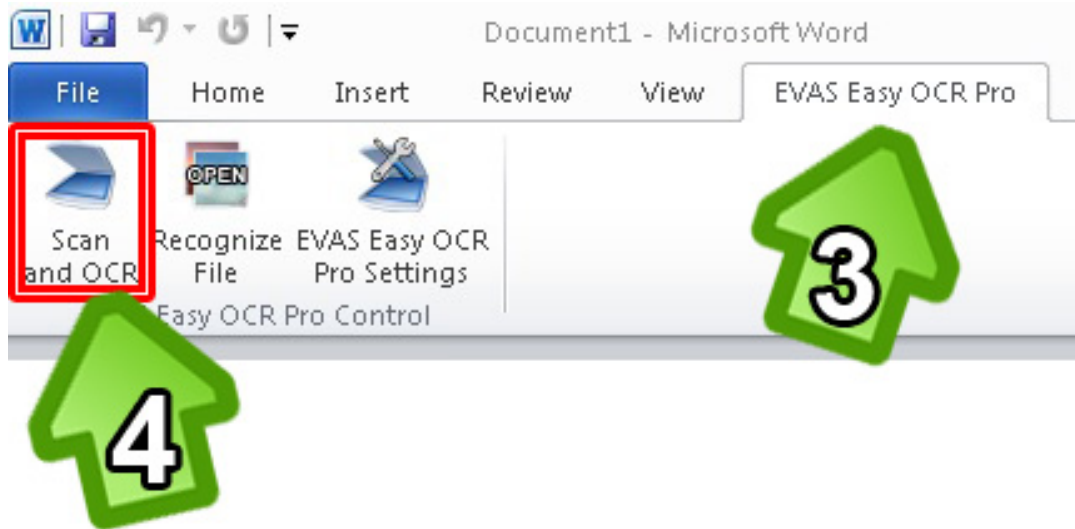 W
Document1 - Microsoft Word
File Home Insert Review View EVAS Easy OCR Pro
OPEN
Scan Recognize EVAS Easy OCR
and OCR File Pro Settings
Easy OCR Pro Control
3
4